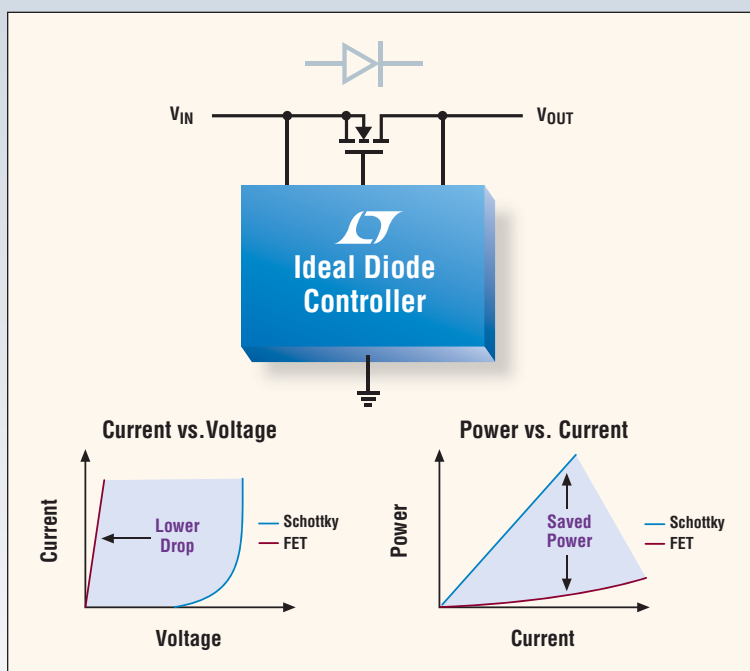 VIN
VOUT
Ideal Diode
Controller
Current vs.Voltage
Current
Lower
Drop
Schottky
FET
Voltage
Power vs. Current
Power
Saved
Power
Schottky
FET
Current